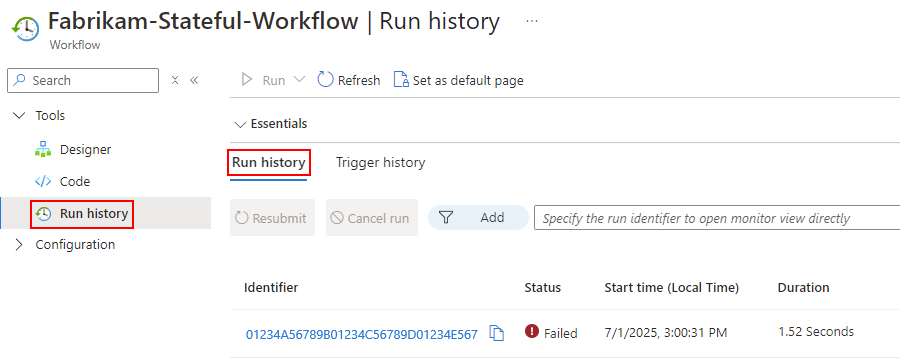 Fabrikam-Stateful-Workflow | Run history ...
Workflow
Search
Run Refresh Set as default page
Tools
Essentials
Designer
Run history Trigger history
Code
Run history
Resubmit Cancel run Add Specify the run identifier to open monitor view directly
Configuration
Identifier Status Start time (Local Time) Duration
01234A56789B01234C56789D01234E567 Failed 7/1/2025, 3:00:31 PM 1.52 Seconds